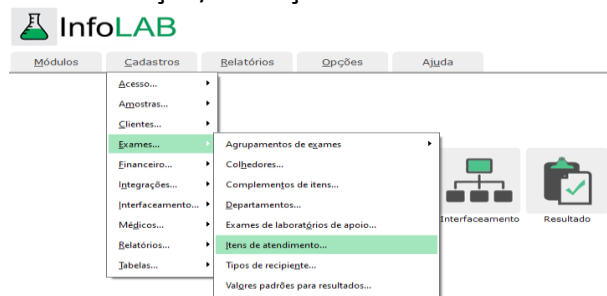 InfoLAB
Módulos Cadastros Relatórios Opções Ajuda
Acesso...
Amostras...
Clientes...
Exames...
Financeiro...
Integrações...
Interfaceamento...
Médicos...
Relatórios...
Tabelas...
Agrupamentos de exames
Colhedores...
Complementos de itens...
Departamentos...
Exames de laboratórios de apoio...
Itens de atendimento...
Tipos de recipiente...
Valores padrões para resultados...
Interfaceamento
Resultado